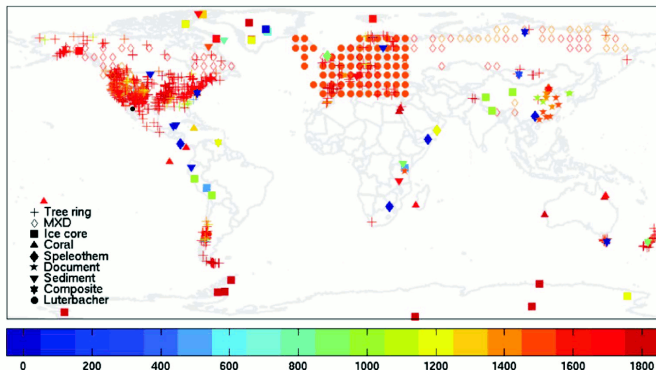 Tree ring
MXD
Ice core
Coral
Speleothem
Document
Sediment
Composite
Luterbacher
0 200 400 600 800 1000 1200 1400 1600 1800